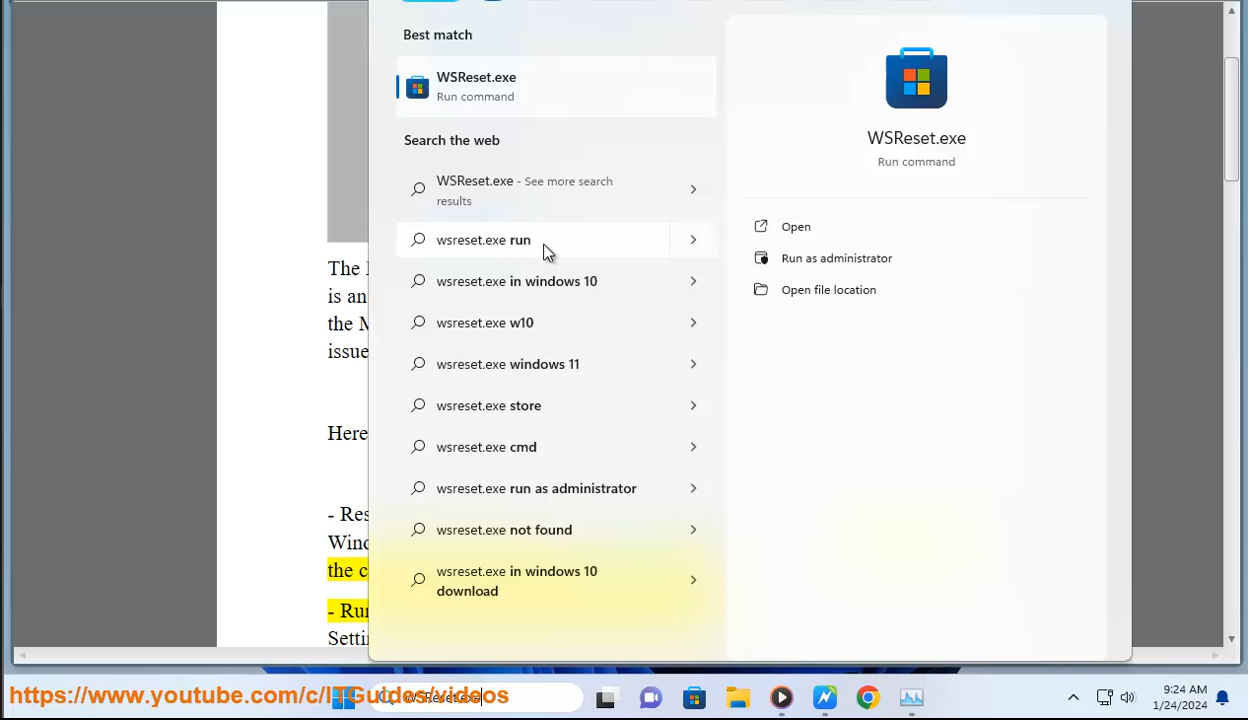 Best match
WSReset.exe
Run command
Search the web
WSReset.exe - See more search
results
wsreset.exe run
wsreset.exe in windows 10
wsreset.exe w10
wsreset.exe windows 11
wsreset.exe store
wsreset.exe cmd
wsreset.exe run as administrator
wsreset.exe not found
wsreset.exe in windows 10
download
WSReset.exe
Run command
Open
Run as administrator
Open file location
The
is an
the
issue
Here
- Res
Wind
the c
- Run
Setti
https://www.youtube.com/c/ITGuides/videos
WSReset.exe
9:24 AM
1/24/2024